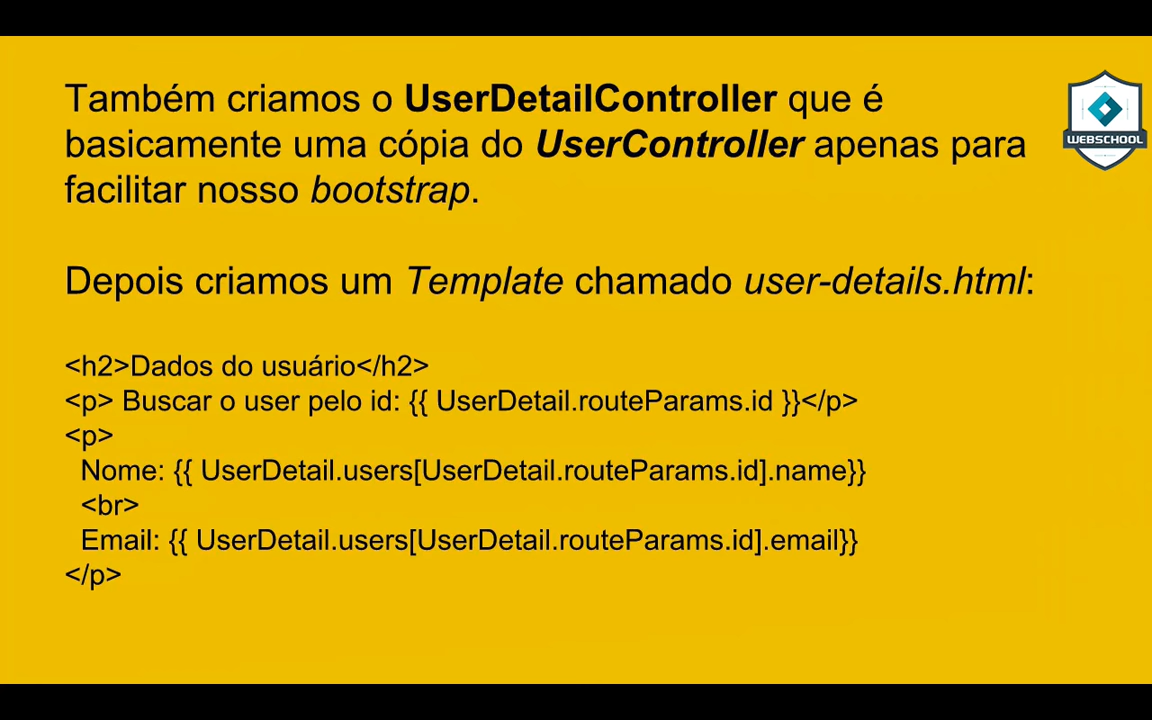 Também criamos o UserDetailController que é
basicamente uma cópia do UserController apenas para
facilitar nosso bootstrap.
WEBSCHOOL
Depois criamos um Template chamado user-details.html:
<h2>Dados do usuário</h2>
<p> Buscar o user pelo id: {{ UserDetail.routeParams.id }}</p>
<p>
Nome: {{ UserDetail.users[UserDetail.routeParams.id].name}}
<br>
Email: {{ UserDetail.users[UserDetail.routeParams.id].email}}
</p>